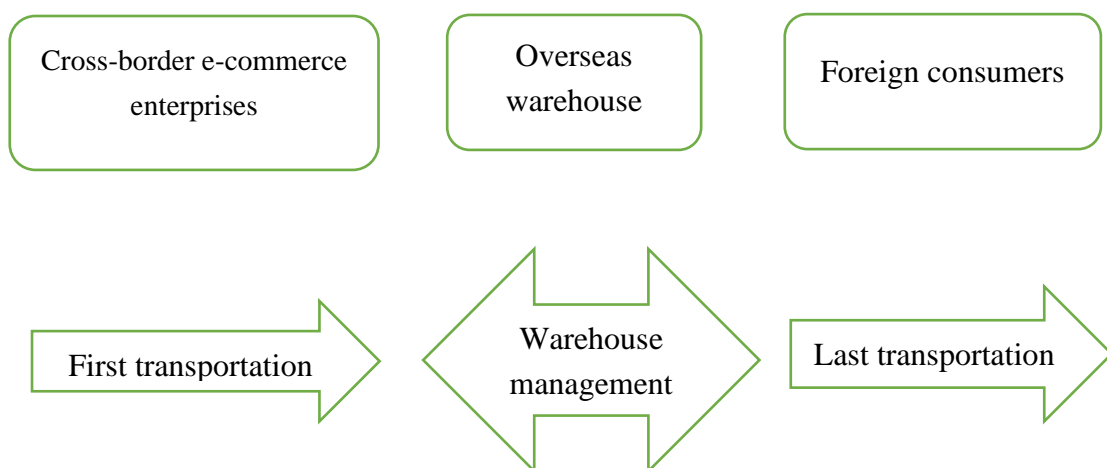 Cross-border e-commerce
enterprises
Overseas
warehouse
Foreign consumers
First transportation
Warehouse
management
Last transportation